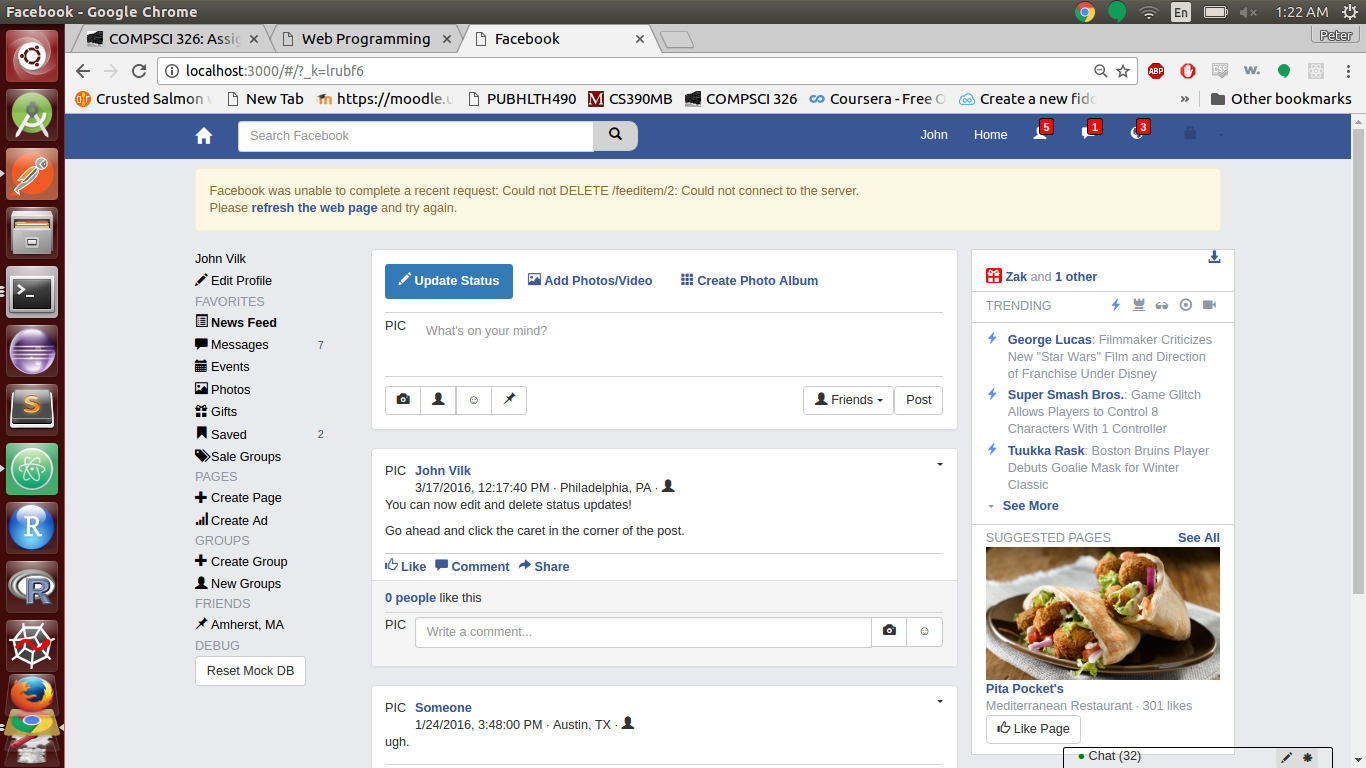 Facebook - Google Chrome
En
1:22 AM
COMPSCI 326: Assig
Web Programming
Facebook
Peter
localhost:3000/#/?_k=lrubf6
ABP
CSF
w.
Crusted Salmon
New Tab
https://moodle.u
PUBHLTH490
M CS390MB
COMPSCI 326
Coursera - Free O
Create a new fidd
»
Other bookmarks
Search Facebook
John
Home
5
1
3
Facebook was unable to complete a recent request: Could not DELETE /feeditem/2: Could not connect to the server.
Please refresh the web page and try again.
John Vilk
Edit Profile
FAVORITES
News Feed
Messages 7
Events
Photos
Gifts
Saved 2
Sale Groups
PAGES
Create Page
Create Ad
GROUPS
Create Group
New Groups
FRIENDS
Amherst, MA
DEBUG
Reset Mock DB
Update Status
Add Photos/Video
Create Photo Album
PIC
What's on your mind?
Friends
Post
PIC
John Vilk
3/17/2016, 12:17:40 PM · Philadelphia, PA ·
You can now edit and delete status updates!
Go ahead and click the caret in the corner of the post.
Like
Comment
Share
0 people like this
PIC
Write a comment...
PIC
Someone
1/24/2016, 3:48:00 PM · Austin, TX ·
ugh.
Zak and 1 other
TRENDING
George Lucas: Filmmaker Criticizes
New "Star Wars" Film and Direction
of Franchise Under Disney
Super Smash Bros.: Game Glitch
Allows Players to Control 8
Characters With 1 Controller
Tuukka Rask: Boston Bruins Player
Debuts Goalie Mask for Winter
Classic
See More
SUGGESTED PAGES
See All
Pita Pocket's
Mediterranean Restaurant · 301 likes
Like Page
Chat (32)